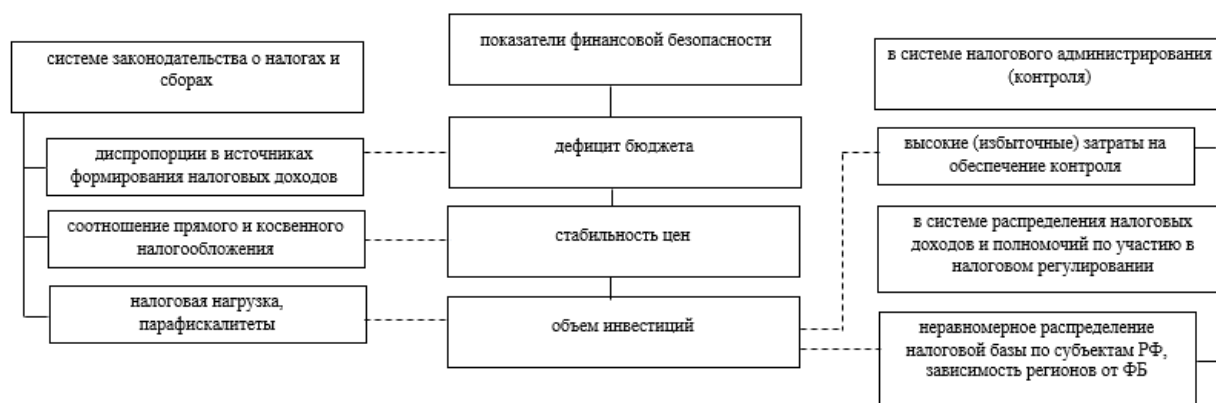 системе законодательства о налогах и
сборах
диспропорции в источниках
формирования налоговых доходов
соотношение прямого и косвенного
налогообложения
налоговая нагрузка,
парафискалитеты
показатели финансовой безопасности
дефицит бюджета
стабильность цен
объем инвестиций
в системе налогового администрирования
(контроля)
высокие (избыточные) затраты на
обеспечение контроля
в системе распределения налоговых
доходов и полномочий по участию в
налоговом регулировании
неравномерное распределение
налоговой базы по субъектам РФ,
зависимость регионов от ФБ